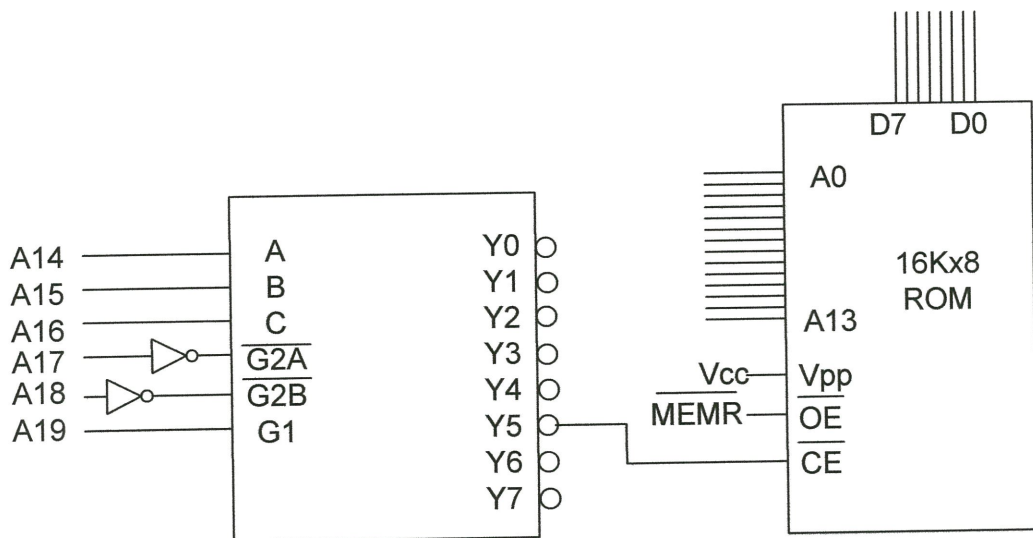 D7 D0
A0
16Kx8
ROM
A13
Vcc Vpp
MEMR OE
CE
A14 A Y0
A15 B Y1
A16 C Y2
A17 G2A Y3
A18 G2B Y4
A19 G1 Y5
Y6
Y7